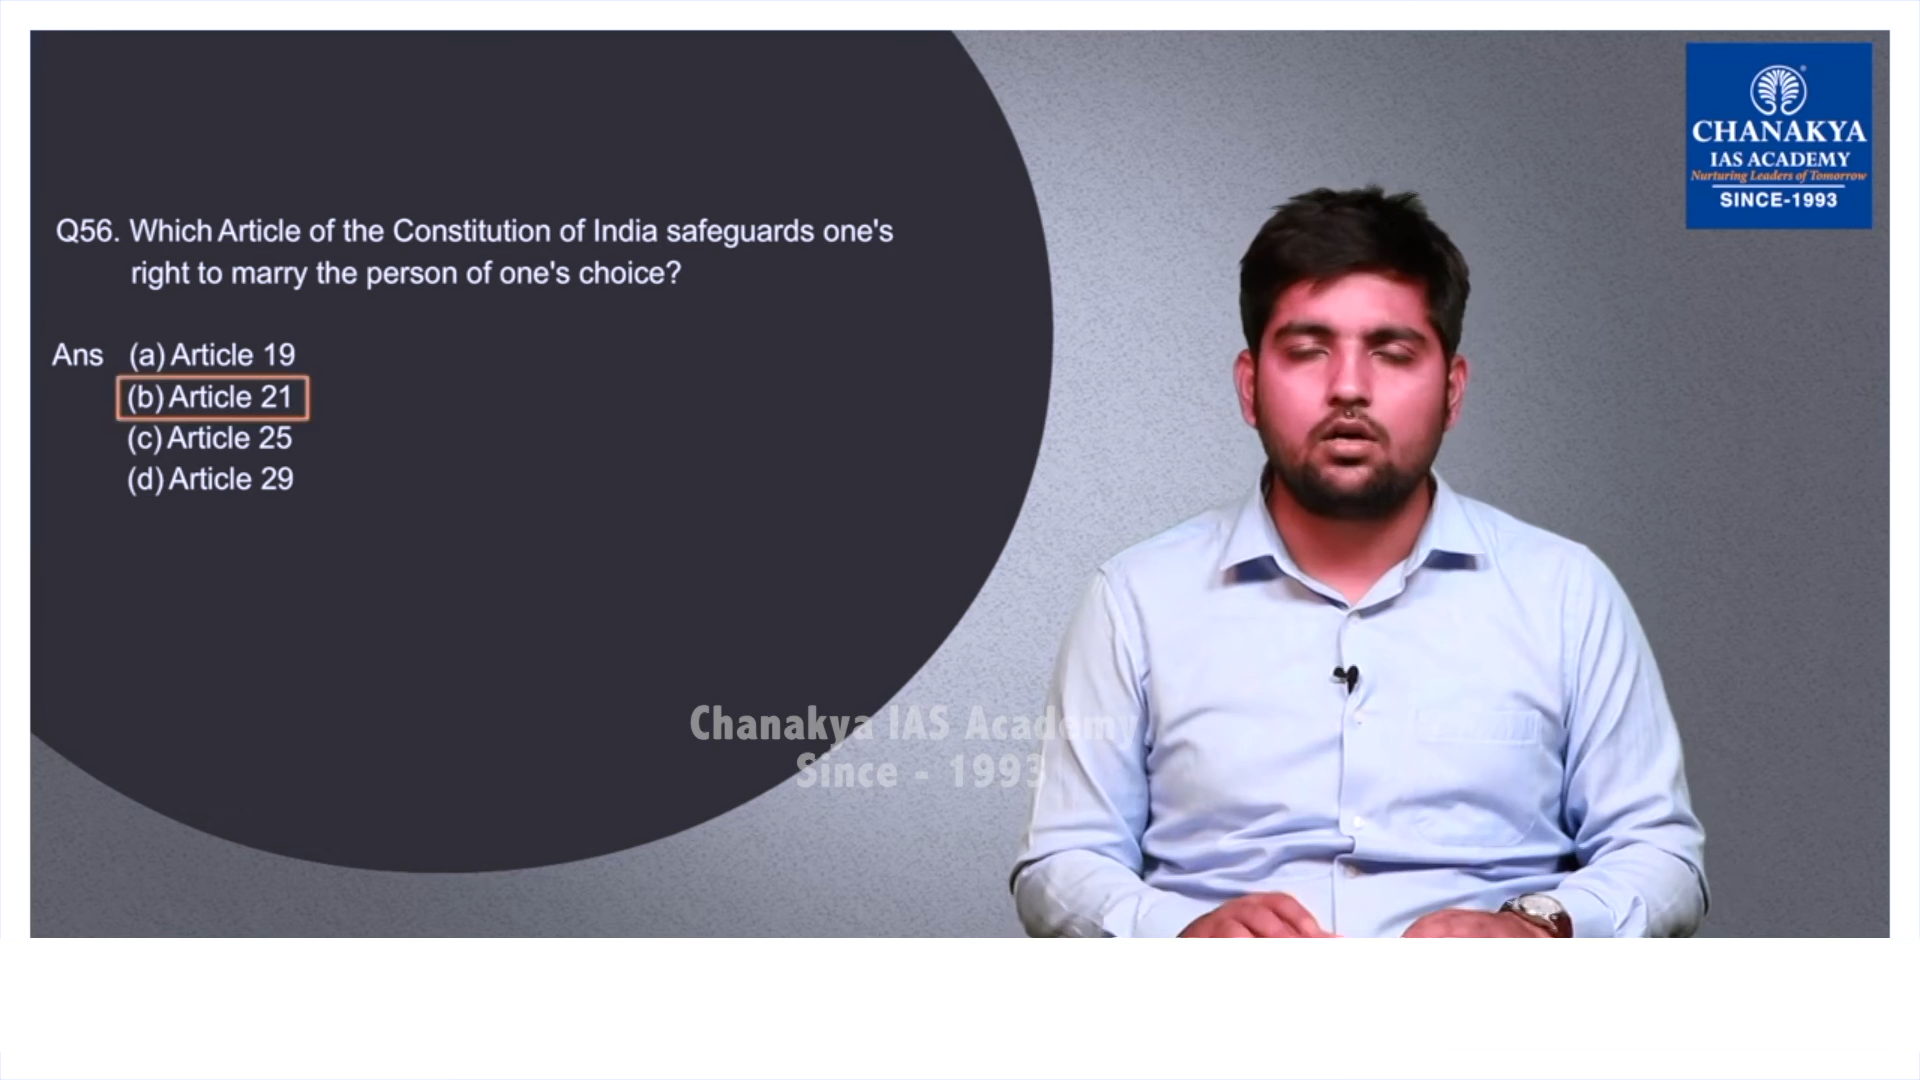 CHANAKYA
IAS ACADEMY
Nurturing Leaders of Tomorrow
SINCE-1993
Q56. Which Article of the Constitution of India safeguards one's
right to marry the person of one's choice?
Ans (a) Article 19
(b) Article 21
(c) Article 25
(d) Article 29
Chanakya IAS Academy
Since - 1993